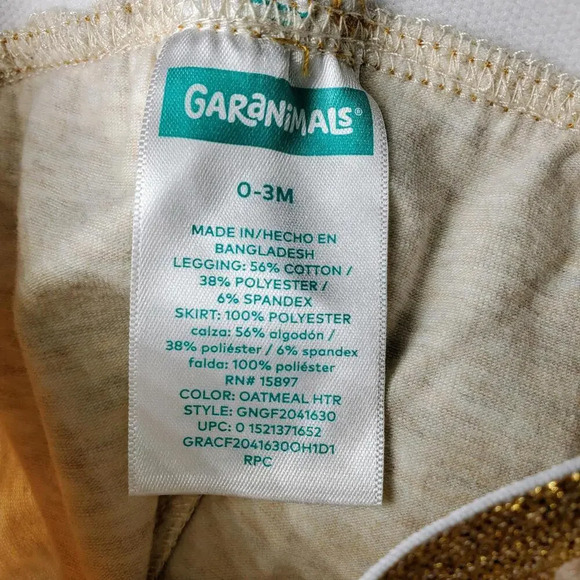 GARANIMALS®
0-3M
MADE IN/HECHO EN
BANGLADESH
LEGGING: 56% COTTON /
38% POLYESTER /
6% SPANDEX
SKIRT: 100% POLYESTER
calza: 56% algodón /
38% poliéster / 6% spandex
falda: 100% poliéster
RN# 15897
COLOR: OATMEAL HTR
STYLE: GNGF2041630
UPC: 0 1521371652
GRACF2041630OH1D1
RPC